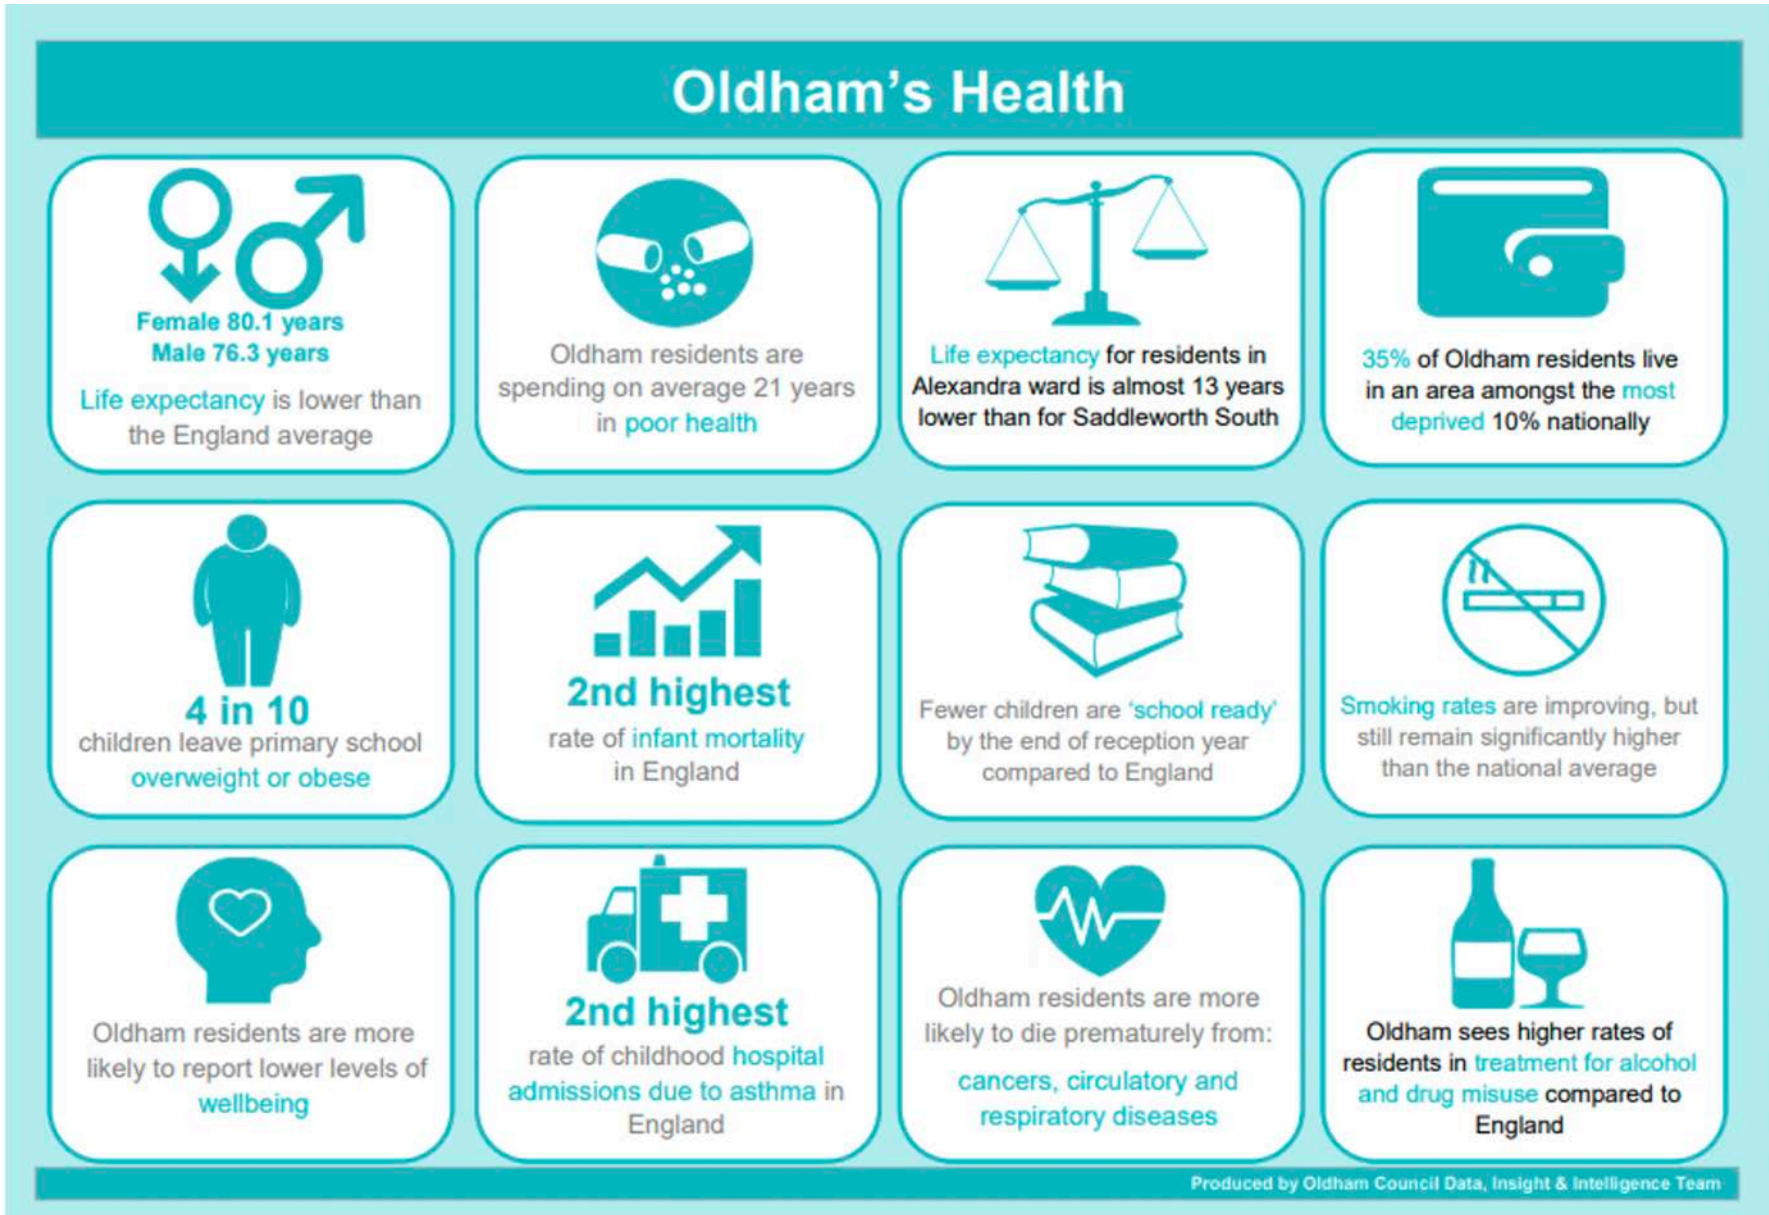 Oldham's Health
Female 80.1 years
Male 76.3 years
Life expectancy is lower than
the England average
Oldham residents are
spending on average 21 years
in poor health
Life expectancy for residents in
Alexandra ward is almost 13 years
lower than for Saddleworth South
35% of Oldham residents live
in an area amongst the most
deprived 10% nationally
4 in 10
children leave primary school
overweight or obese
2nd highest
rate of infant mortality
in England
Fewer children are 'school ready'
by the end of reception year
compared to England
Smoking rates are improving, but
still remain significantly higher
than the national average
Oldham residents are more
likely to report lower levels of
wellbeing
2nd highest
rate of childhood hospital
admissions due to asthma in
England
Oldham residents are more
likely to die prematurely from:
cancers, circulatory and
respiratory diseases
Oldham sees higher rates of
residents in treatment for alcohol
and drug misuse compared to
England
Produced by Oldham Council Data, Insight & Intelligence Team